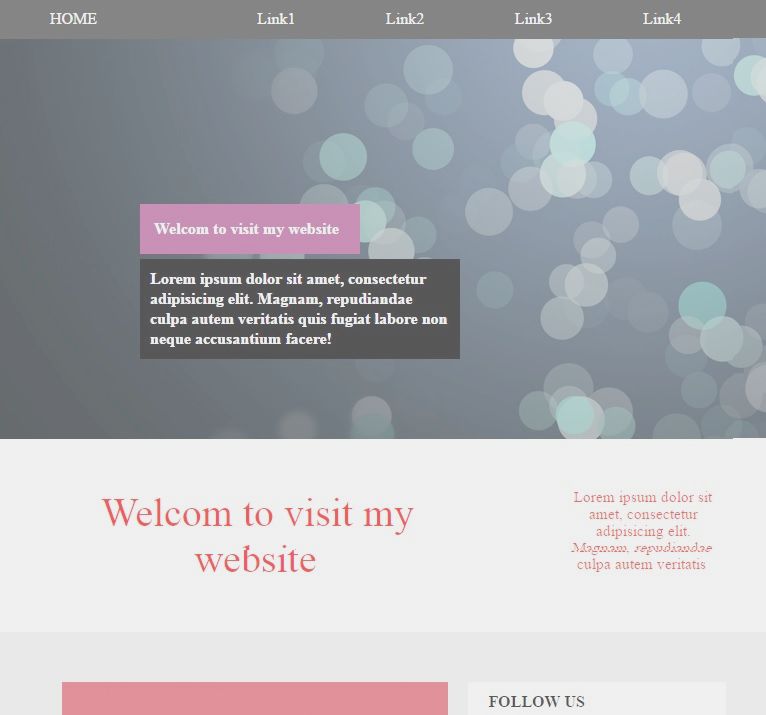 HOME Link1 Link2 Link3 Link4
Welcom to visit my website
Lorem ipsum dolor sit amet, consectetur
adipisicing elit. Magnam, repudiandae
culpa autem veritatis quis fugiat labore non
neque accusantium facere!
Welcom to visit my
website
Lorem ipsum dolor sit
amet, consectetur
adipisicing elit.
Magnam, repudiandae
culpa autem veritatis
FOLLOW US